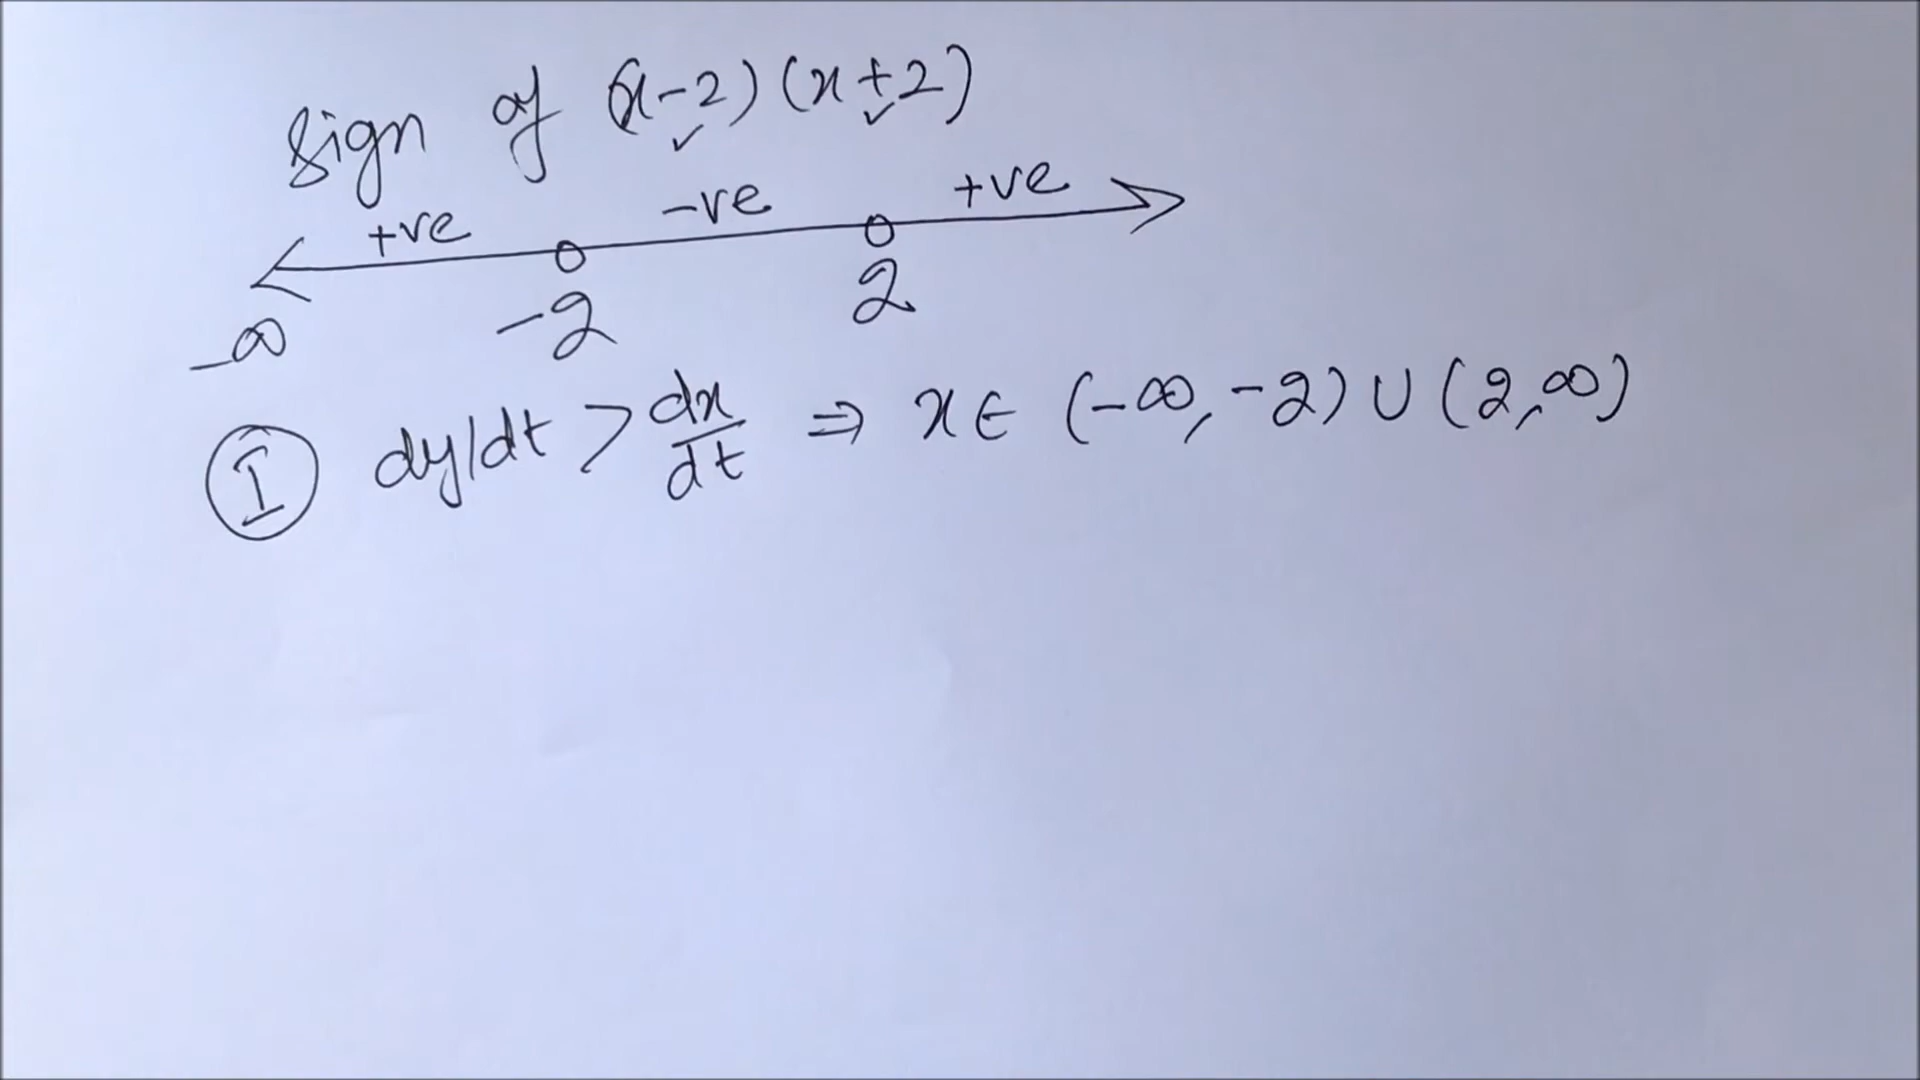 Sign of (x-2)(x+2)
+ve -ve +ve
-∞ -2 2
I dy/dt > dx/dt ⇒ x∈ (-∞,-2) ∪ (2,∞)